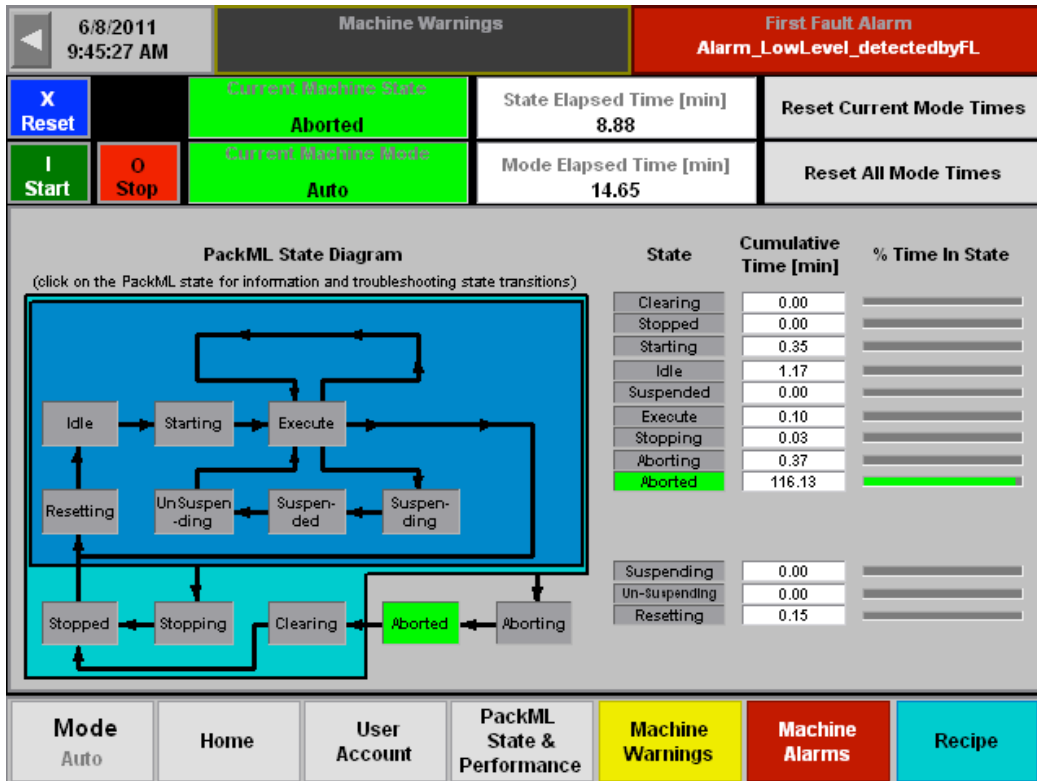 6/8/2011
9:45:27 AM
Machine Warnings
First Fault Alarm
Alarm_LowLevel_detectedbyFL
X
Reset
Current Machine State
Aborted
State Elapsed Time [min]
8.88
Reset Current Mode Times
I
Start
O
Stop
Current Machine Mode
Auto
Mode Elapsed Time [min]
14.65
Reset All Mode Times
PackML State Diagram
(click on the PackML state for information and troubleshooting state transitions)
Idle
Starting
Execute
Resetting
UnSuspen
-ding
Suspen-
ded
Suspen-
ding
Stopped
Stopping
Clearing
Aborted
Aborting
State
Cumulative
Time [min]
% Time In State
Clearing 0.00
Stopped 0.00
Starting 0.35
Idle 1.17
Suspended 0.00
Execute 0.10
Stopping 0.03
Aborting 0.37
Aborted 116.13
Suspending 0.00
Un-Suspending 0.00
Resetting 0.15
Mode
Auto
Home
User
Account
PackML
State &
Performance
Machine
Warnings
Machine
Alarms
Recipe